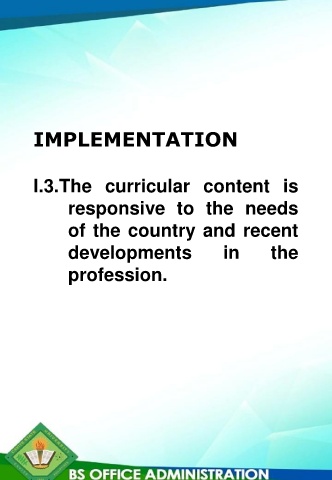 IMPLEMENTATION
I.3.The curricular content is
responsive to the needs
of the country and recent
developments in the
profession.
BS OFFICE ADMINISTRATION